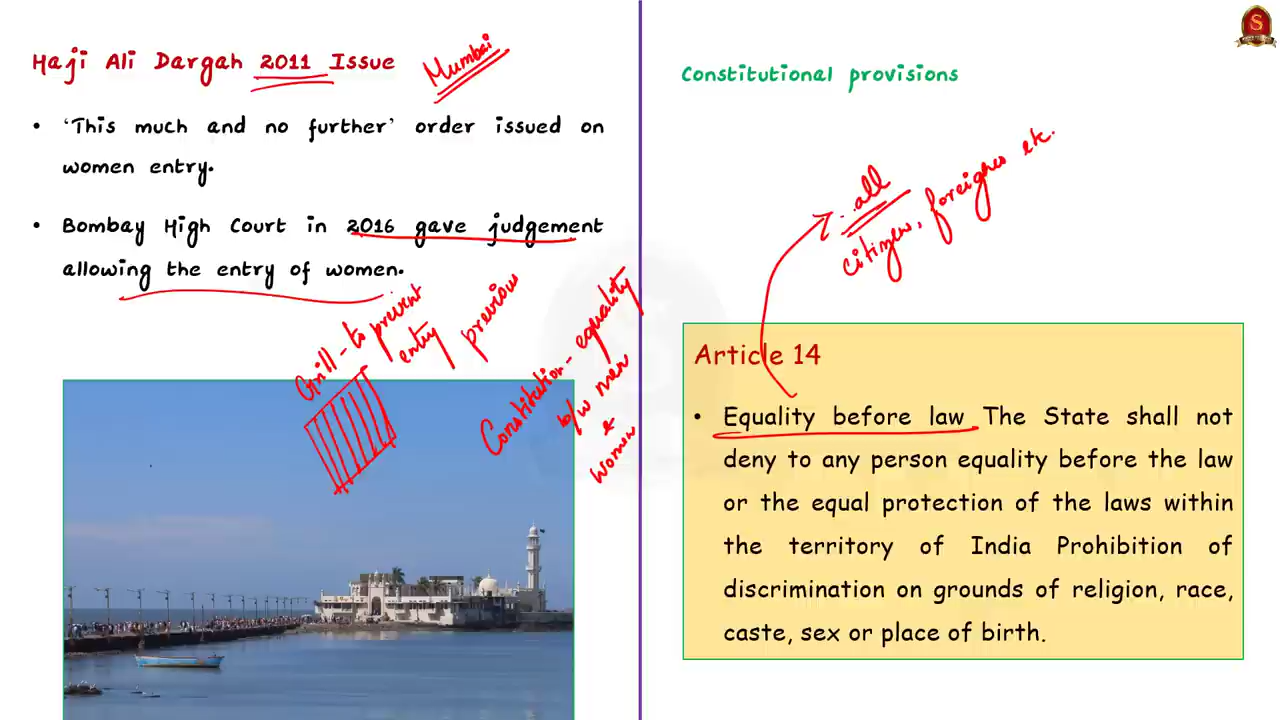 Haji Ali Dargah 2011 Issue
Mumbai
• ‘This much and no further’ order issued on
women entry.
• Bombay High Court in 2016 gave judgement
allowing the entry of women.
Grill - to prevent
entry
previous
Constitution - equality
b/w men
&
women
Constitutional provisions
all
citizen, foreigners etc.
Article 14
• Equality before law The State shall not
deny to any person equality before the law
or the equal protection of the laws within
the territory of India Prohibition of
discrimination on grounds of religion, race,
caste, sex or place of birth.
S